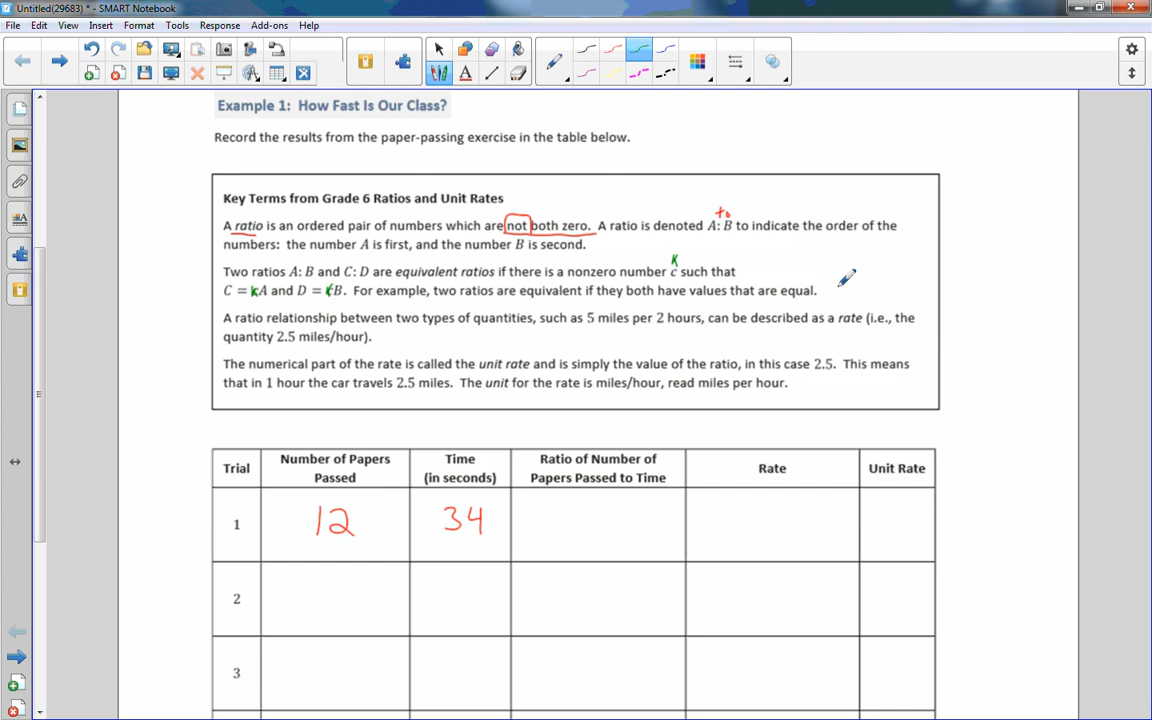 Untitled(29683) * - SMART Notebook
File Edit View Insert Format Tools Response Add-ons Help
Example 1: How Fast Is Our Class?
Record the results from the paper-passing exercise in the table below.
Key Terms from Grade 6 Ratios and Unit Rates
to
A ratio is an ordered pair of numbers which are not both zero. A ratio is denoted A: B to indicate the order of the
numbers: the number A is first, and the number B is second.
K
Two ratios A: B and C: D are equivalent ratios if there is a nonzero number c such that
C = kA and D = cB. For example, two ratios are equivalent if they both have values that are equal.
A ratio relationship between two types of quantities, such as 5 miles per 2 hours, can be described as a rate (i.e., the
quantity 2.5 miles/hour).
The numerical part of the rate is called the unit rate and is simply the value of the ratio, in this case 2.5. This means
that in 1 hour the car travels 2.5 miles. The unit for the rate is miles/hour, read miles per hour.
Trial Number of Papers Passed Time (in seconds) Ratio of Number of Papers Passed to Time Rate Unit Rate
1 12 34
2
3